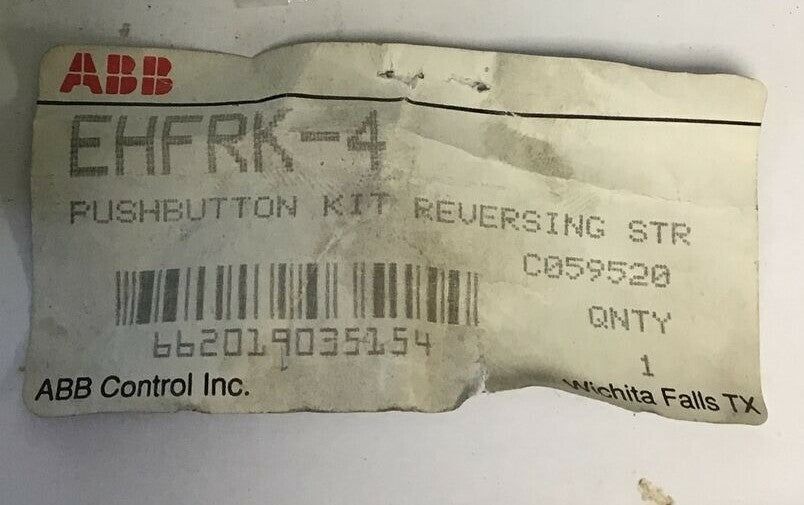 ABB
EHFRK-4
PUSHBUTTON KIT REVERSING STR
C059520
QNTY
1
662019035154
ABB Control Inc.
Wichita Falls TX